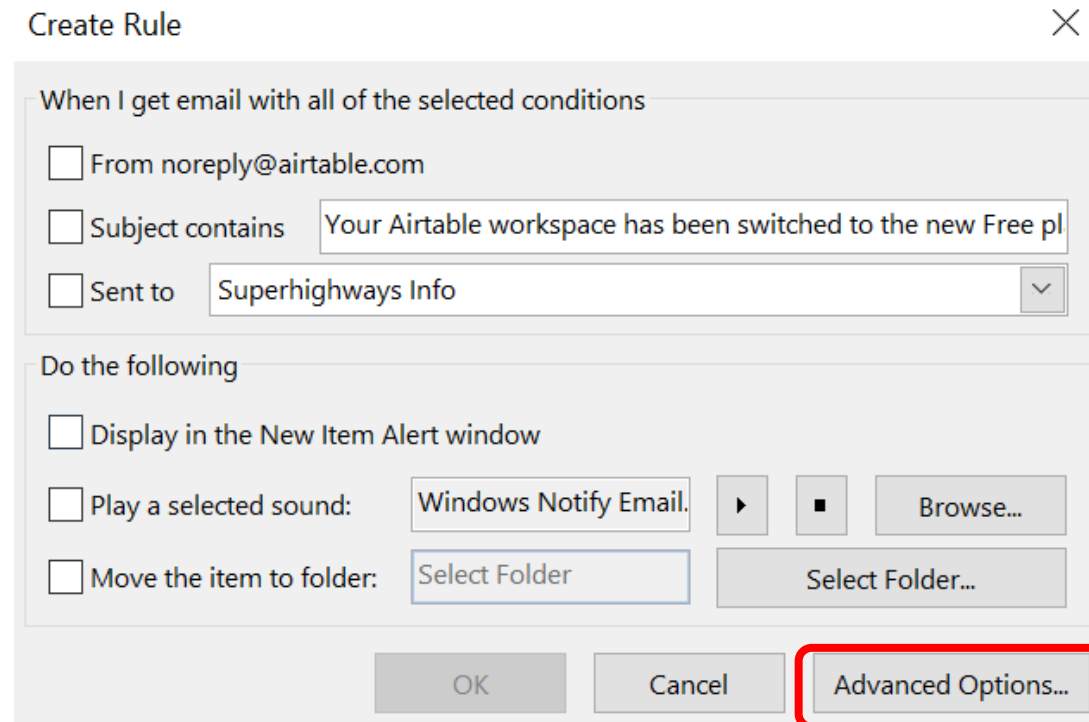 Create Rule
When I get email with all of the selected conditions
From noreply@airtable.com
Subject contains Your Airtable workspace has been switched to the new Free pl
Sent to Superhighways Info
Do the following
Display in the New Item Alert window
Play a selected sound: Windows Notify Email. Browse...
Move the item to folder: Select Folder Select Folder...
OK Cancel Advanced Options...